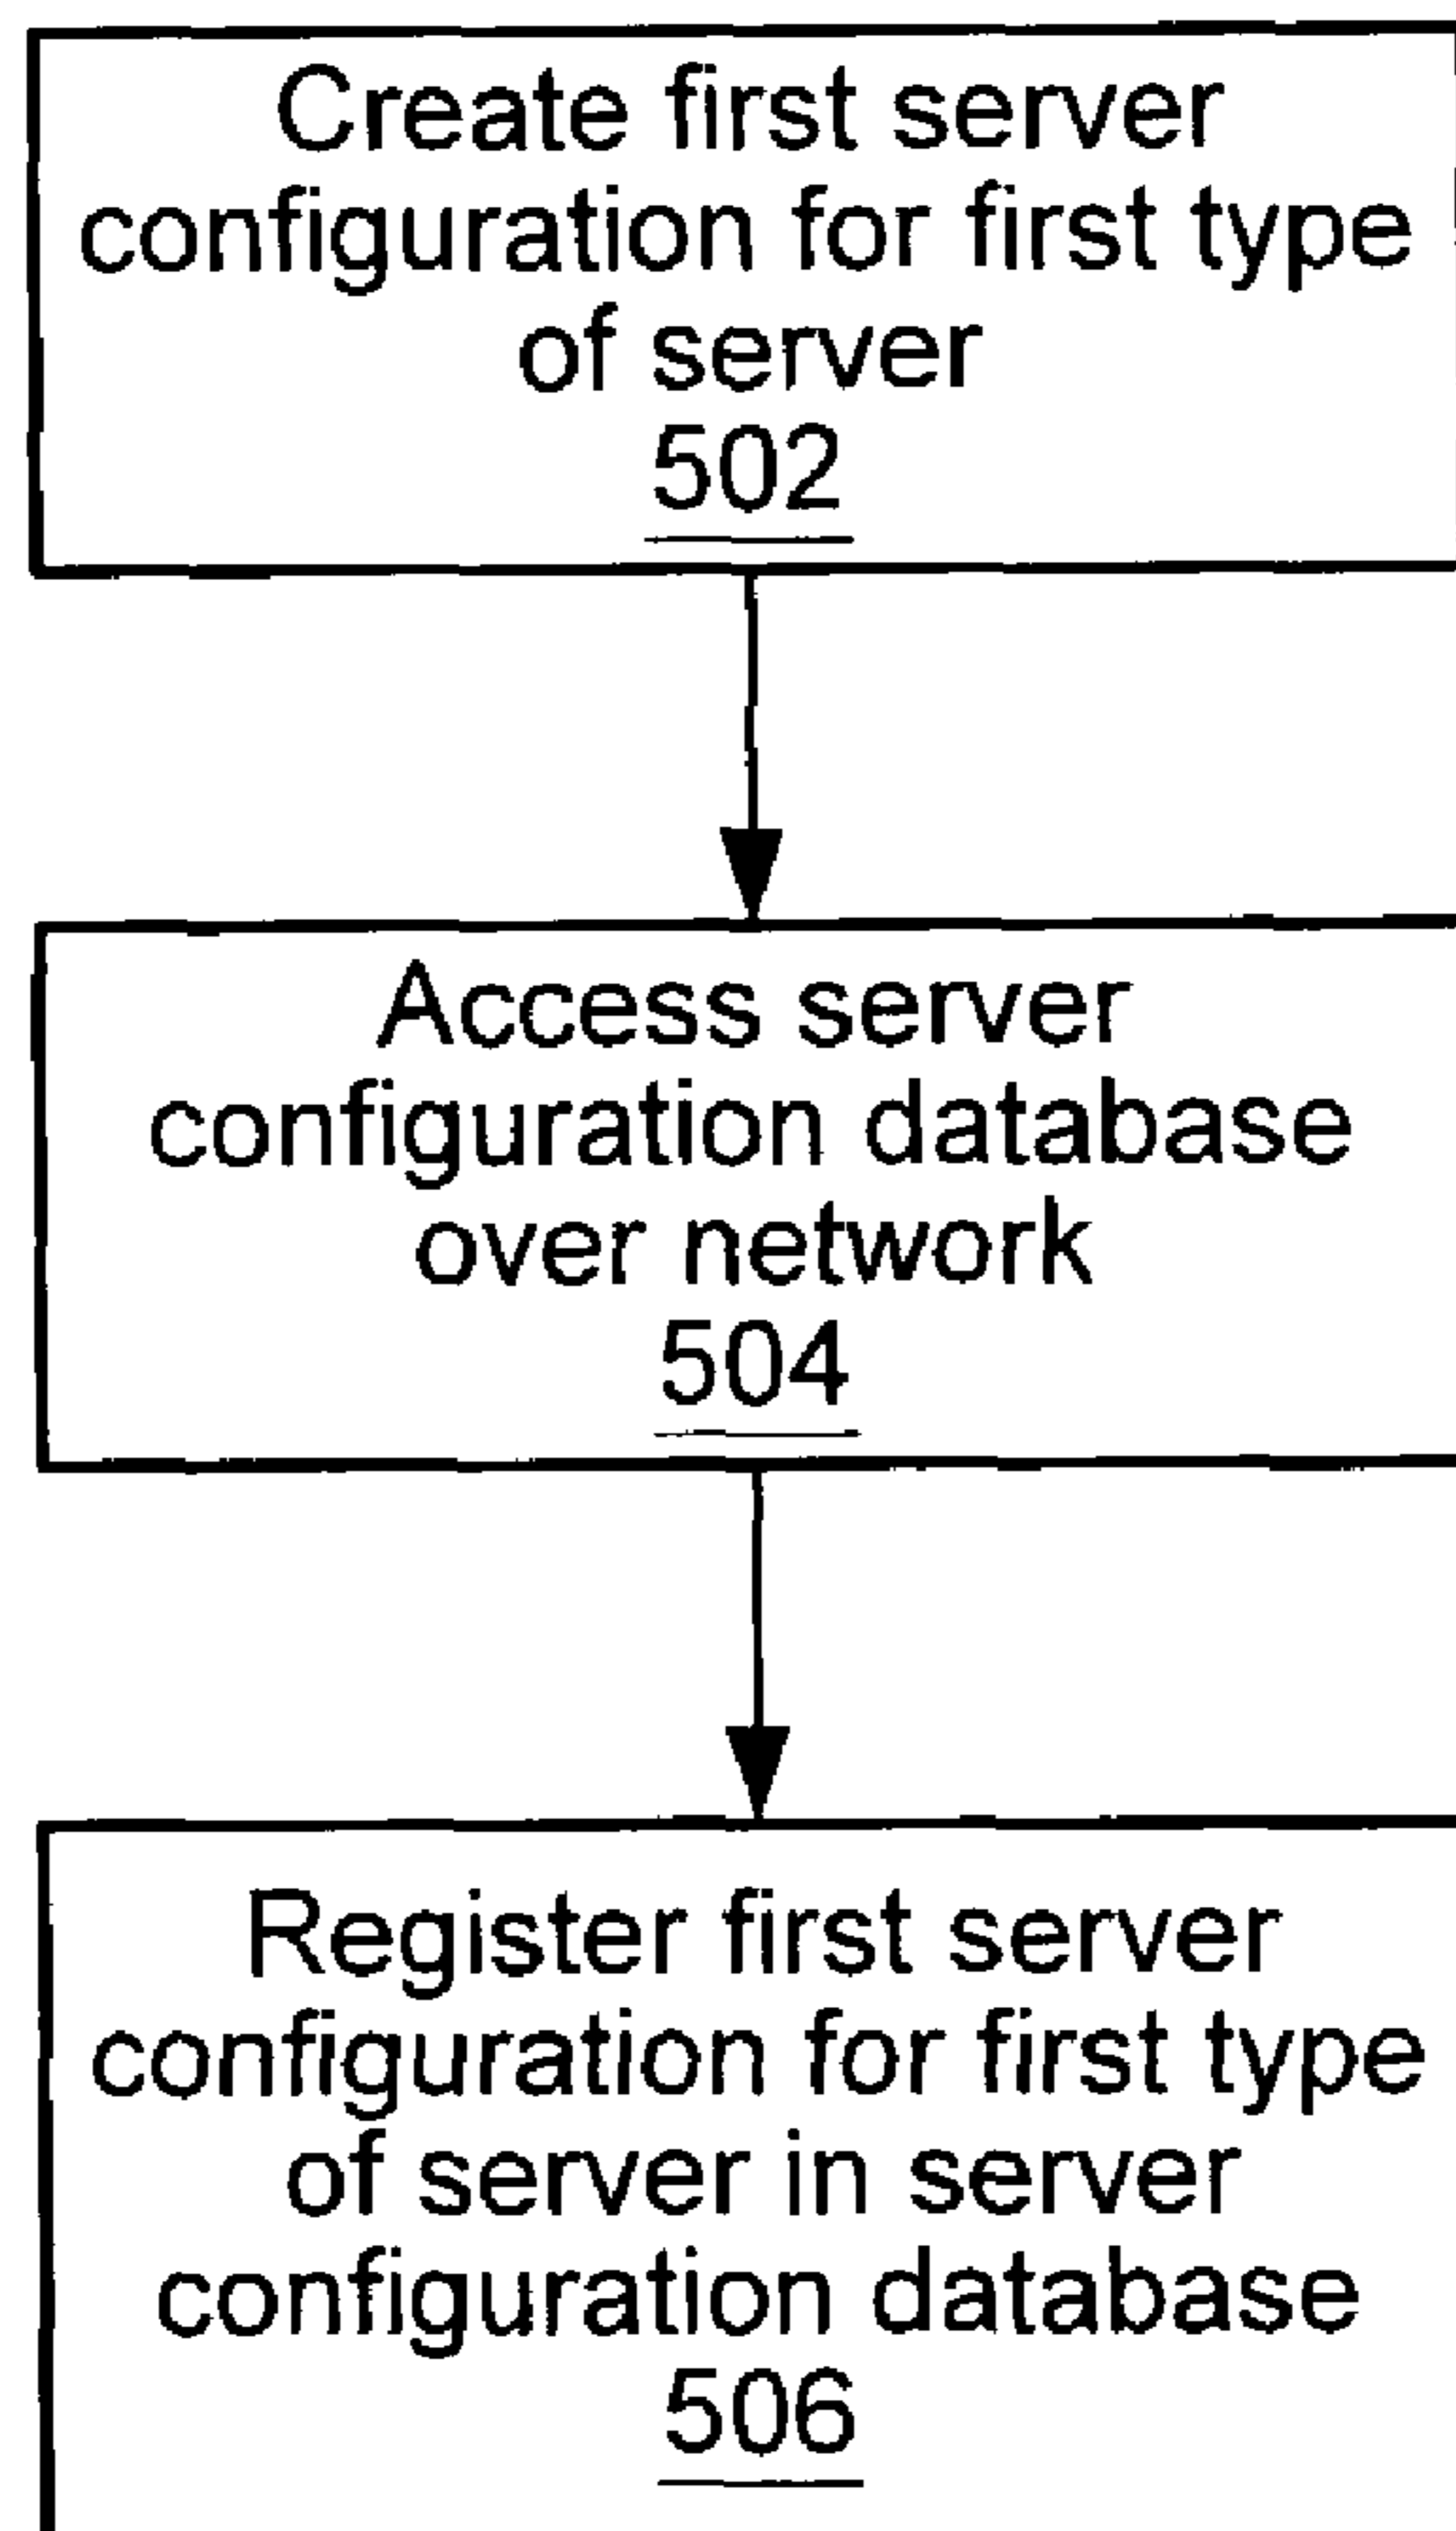 Create first server
configuration for first type
of server
502
Access server
configuration database
over network
504
Register first server
configuration for first type
of server in server
configuration database
506